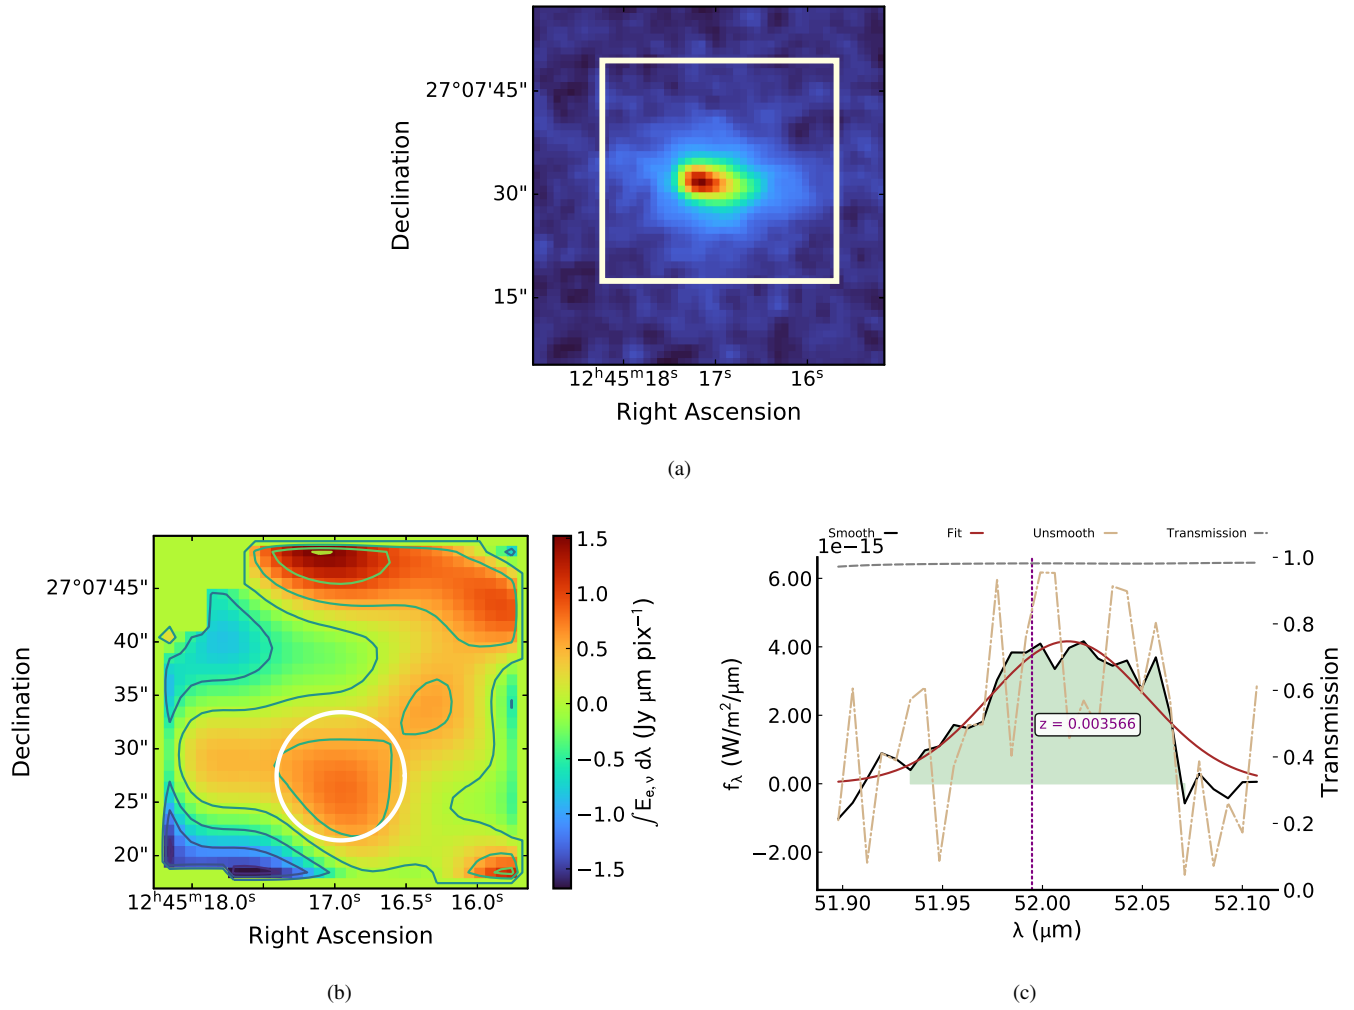 27°07'45"
30"
15"
Declination
12ʰ45ᵐ18ˢ 17ˢ 16ˢ
Right Ascension
(a)
27°07'45"
40"
35"
30"
25"
20"
Declination
12ʰ45ᵐ18.0ˢ 17.0ˢ 16.5ˢ 16.0ˢ
Right Ascension
1.5
1.0
0.5
0.0
−0.5
−1.0
−1.5
∫Ee,ν dλ (Jy μm pix⁻¹)
(b)
Smooth Fit Unsmooth Transmission
1e−15
6.00
4.00
2.00
0.00
−2.00
fλ (W/m²/μm)
z = 0.003566
1.0
0.8
0.6
0.4
0.2
0.0
Transmission
51.90 51.95 52.00 52.05 52.10
λ (μm)
(c)